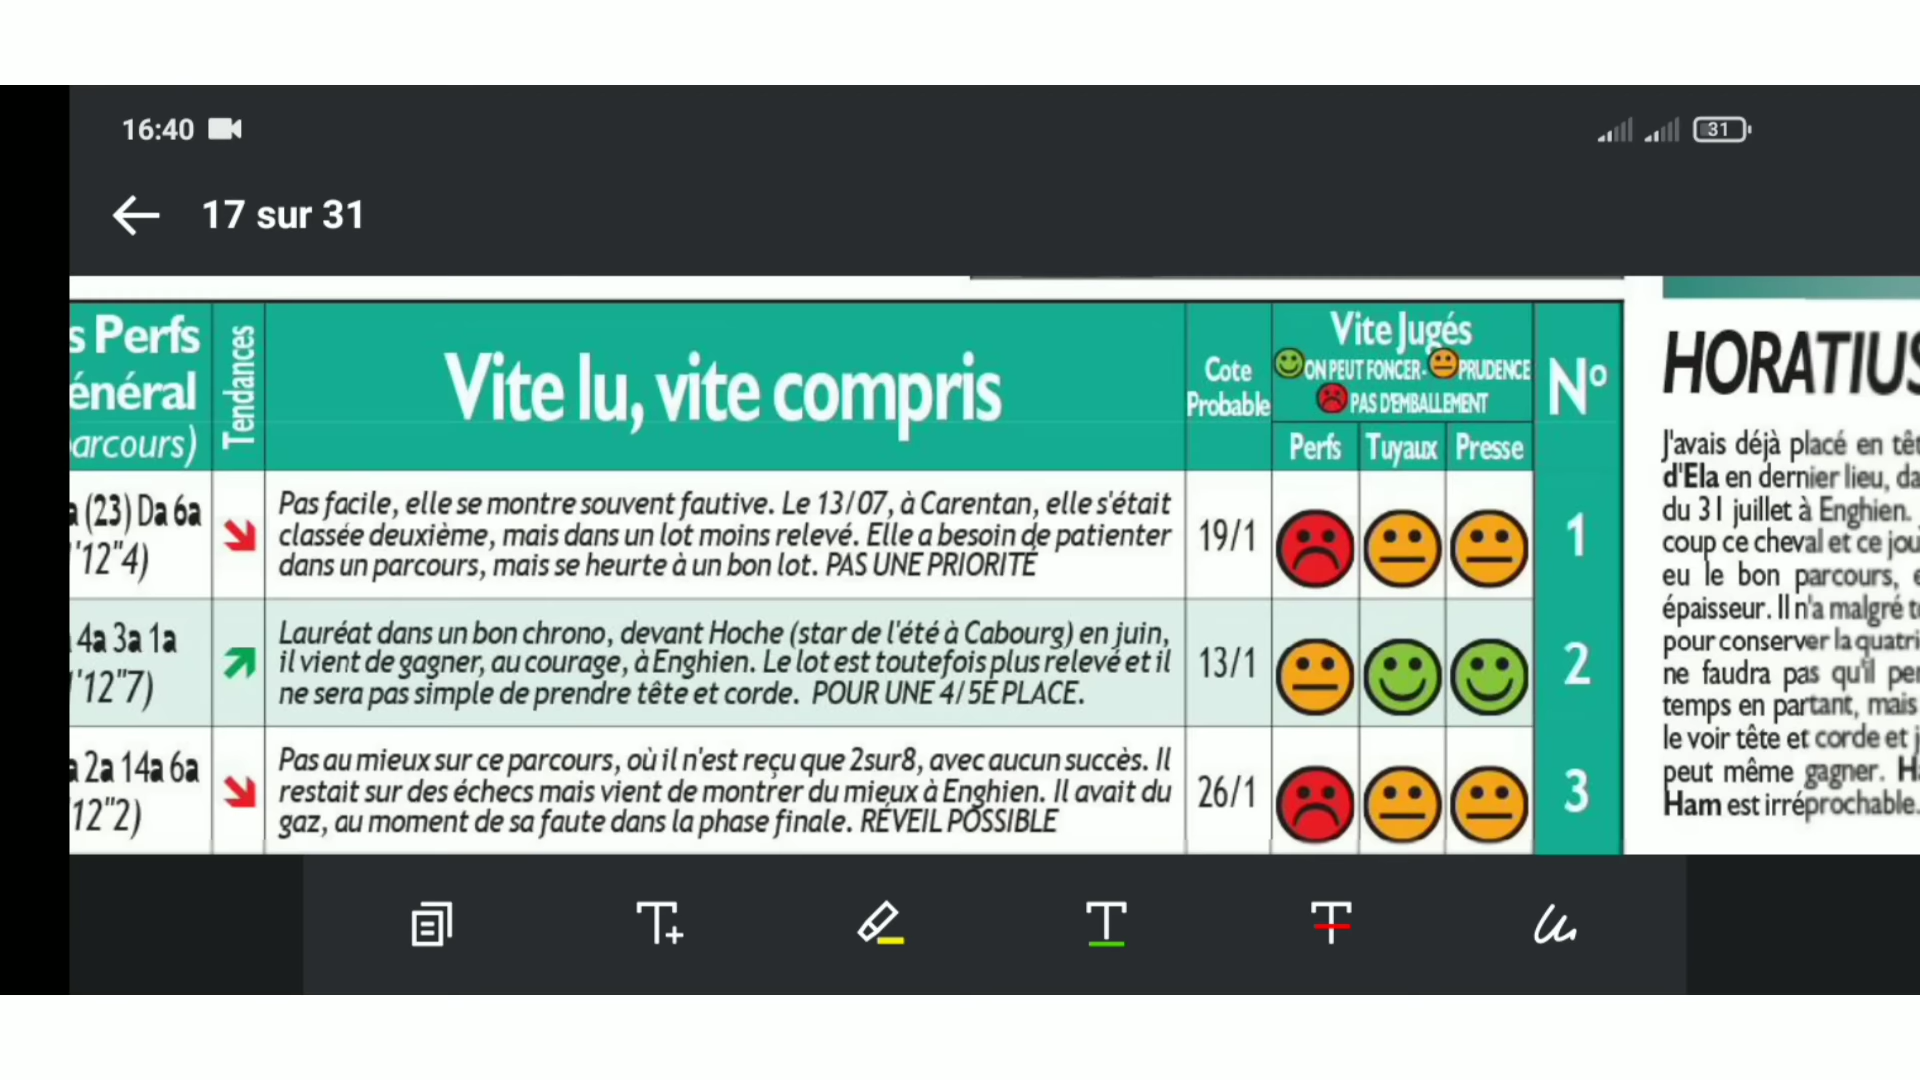 16:40
31
17 sur 31
s Perfs
énéral
arcours)
Tendances
Vite lu, vite compris
Cote
Probable
Vite Jugés
ON PEUT FONCER - PRUDENCE
PAS D'EMBALLEMENT
Perfs Tuyaux Presse
N°
a (23) Da 6a
'12"4)
Pas facile, elle se montre souvent fautive. Le 13/07, à Carentan, elle s'était
classée deuxième, mais dans un lot moins relevé. Elle a besoin de patienter
dans un parcours, mais se heurte à un bon lot. PAS UNE PRIORITÉ
19/1
1
4a 3a 1a
'12"7)
Lauréat dans un bon chrono, devant Hoche (star de l'été à Cabourg) en juin,
il vient de gagner, au courage, à Enghien. Le lot est toutefois plus relevé et il
ne sera pas simple de prendre tête et corde. POUR UNE 4/5E PLACE.
13/1
2
a 2a 14a 6a
'12"2)
Pas au mieux sur ce parcours, où il n'est reçu que 2sur8, avec aucun succès. Il
restait sur des échecs mais vient de montrer du mieux à Enghien. Il avait du
gaz, au moment de sa faute dans la phase finale. RÉVEIL POSSIBLE
26/1
3
HORATIUS
J'avais déjà placé en têt
d'Ela en dernier lieu, da
du 31 juillet à Enghien.
coup ce cheval et ce jou
eu le bon parcours, e
épaisseur. Il n'a malgré t
pour conserver la quatri
ne faudra pas qu'il per
temps en partant, mais
le voir tête et corde et j
peut même gagner. H
Ham est irréprochable.